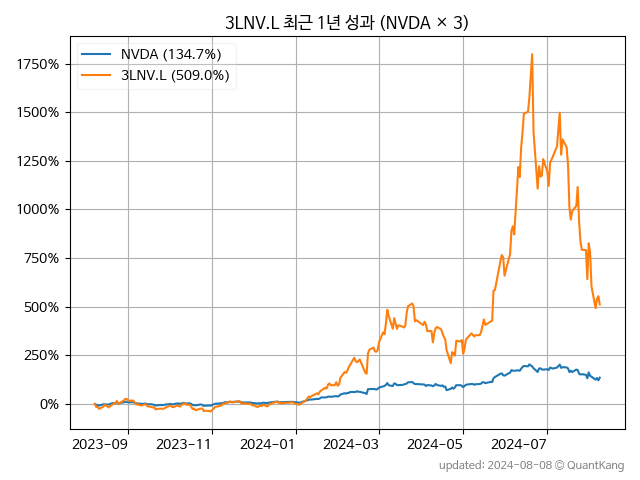 3LNV.L 최근 1년 성과 (NVDA × 3)
NVDA (134.7%)
3LNV.L (509.0%)
1750%
1500%
1250%
1000%
750%
500%
250%
0%
2023-09 2023-11 2024-01 2024-03 2024-05 2024-07
updated: 2024-08-08 © QuantKang